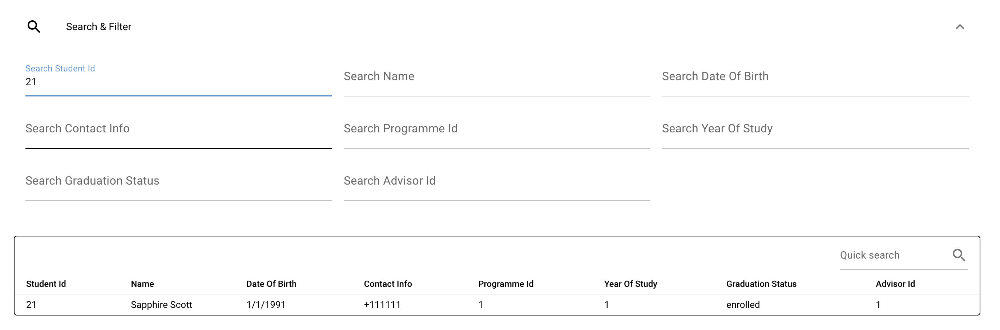 Search & Filter
Search Student Id
21
Search Name
Search Date Of Birth
Search Contact Info
Search Programme Id
Search Year Of Study
Search Graduation Status
Search Advisor Id
Quick search
Student Id Name Date Of Birth Contact Info Programme Id Year Of Study Graduation Status Advisor Id
21 Sapphire Scott 1/1/1991 +111111 1 1 enrolled 1